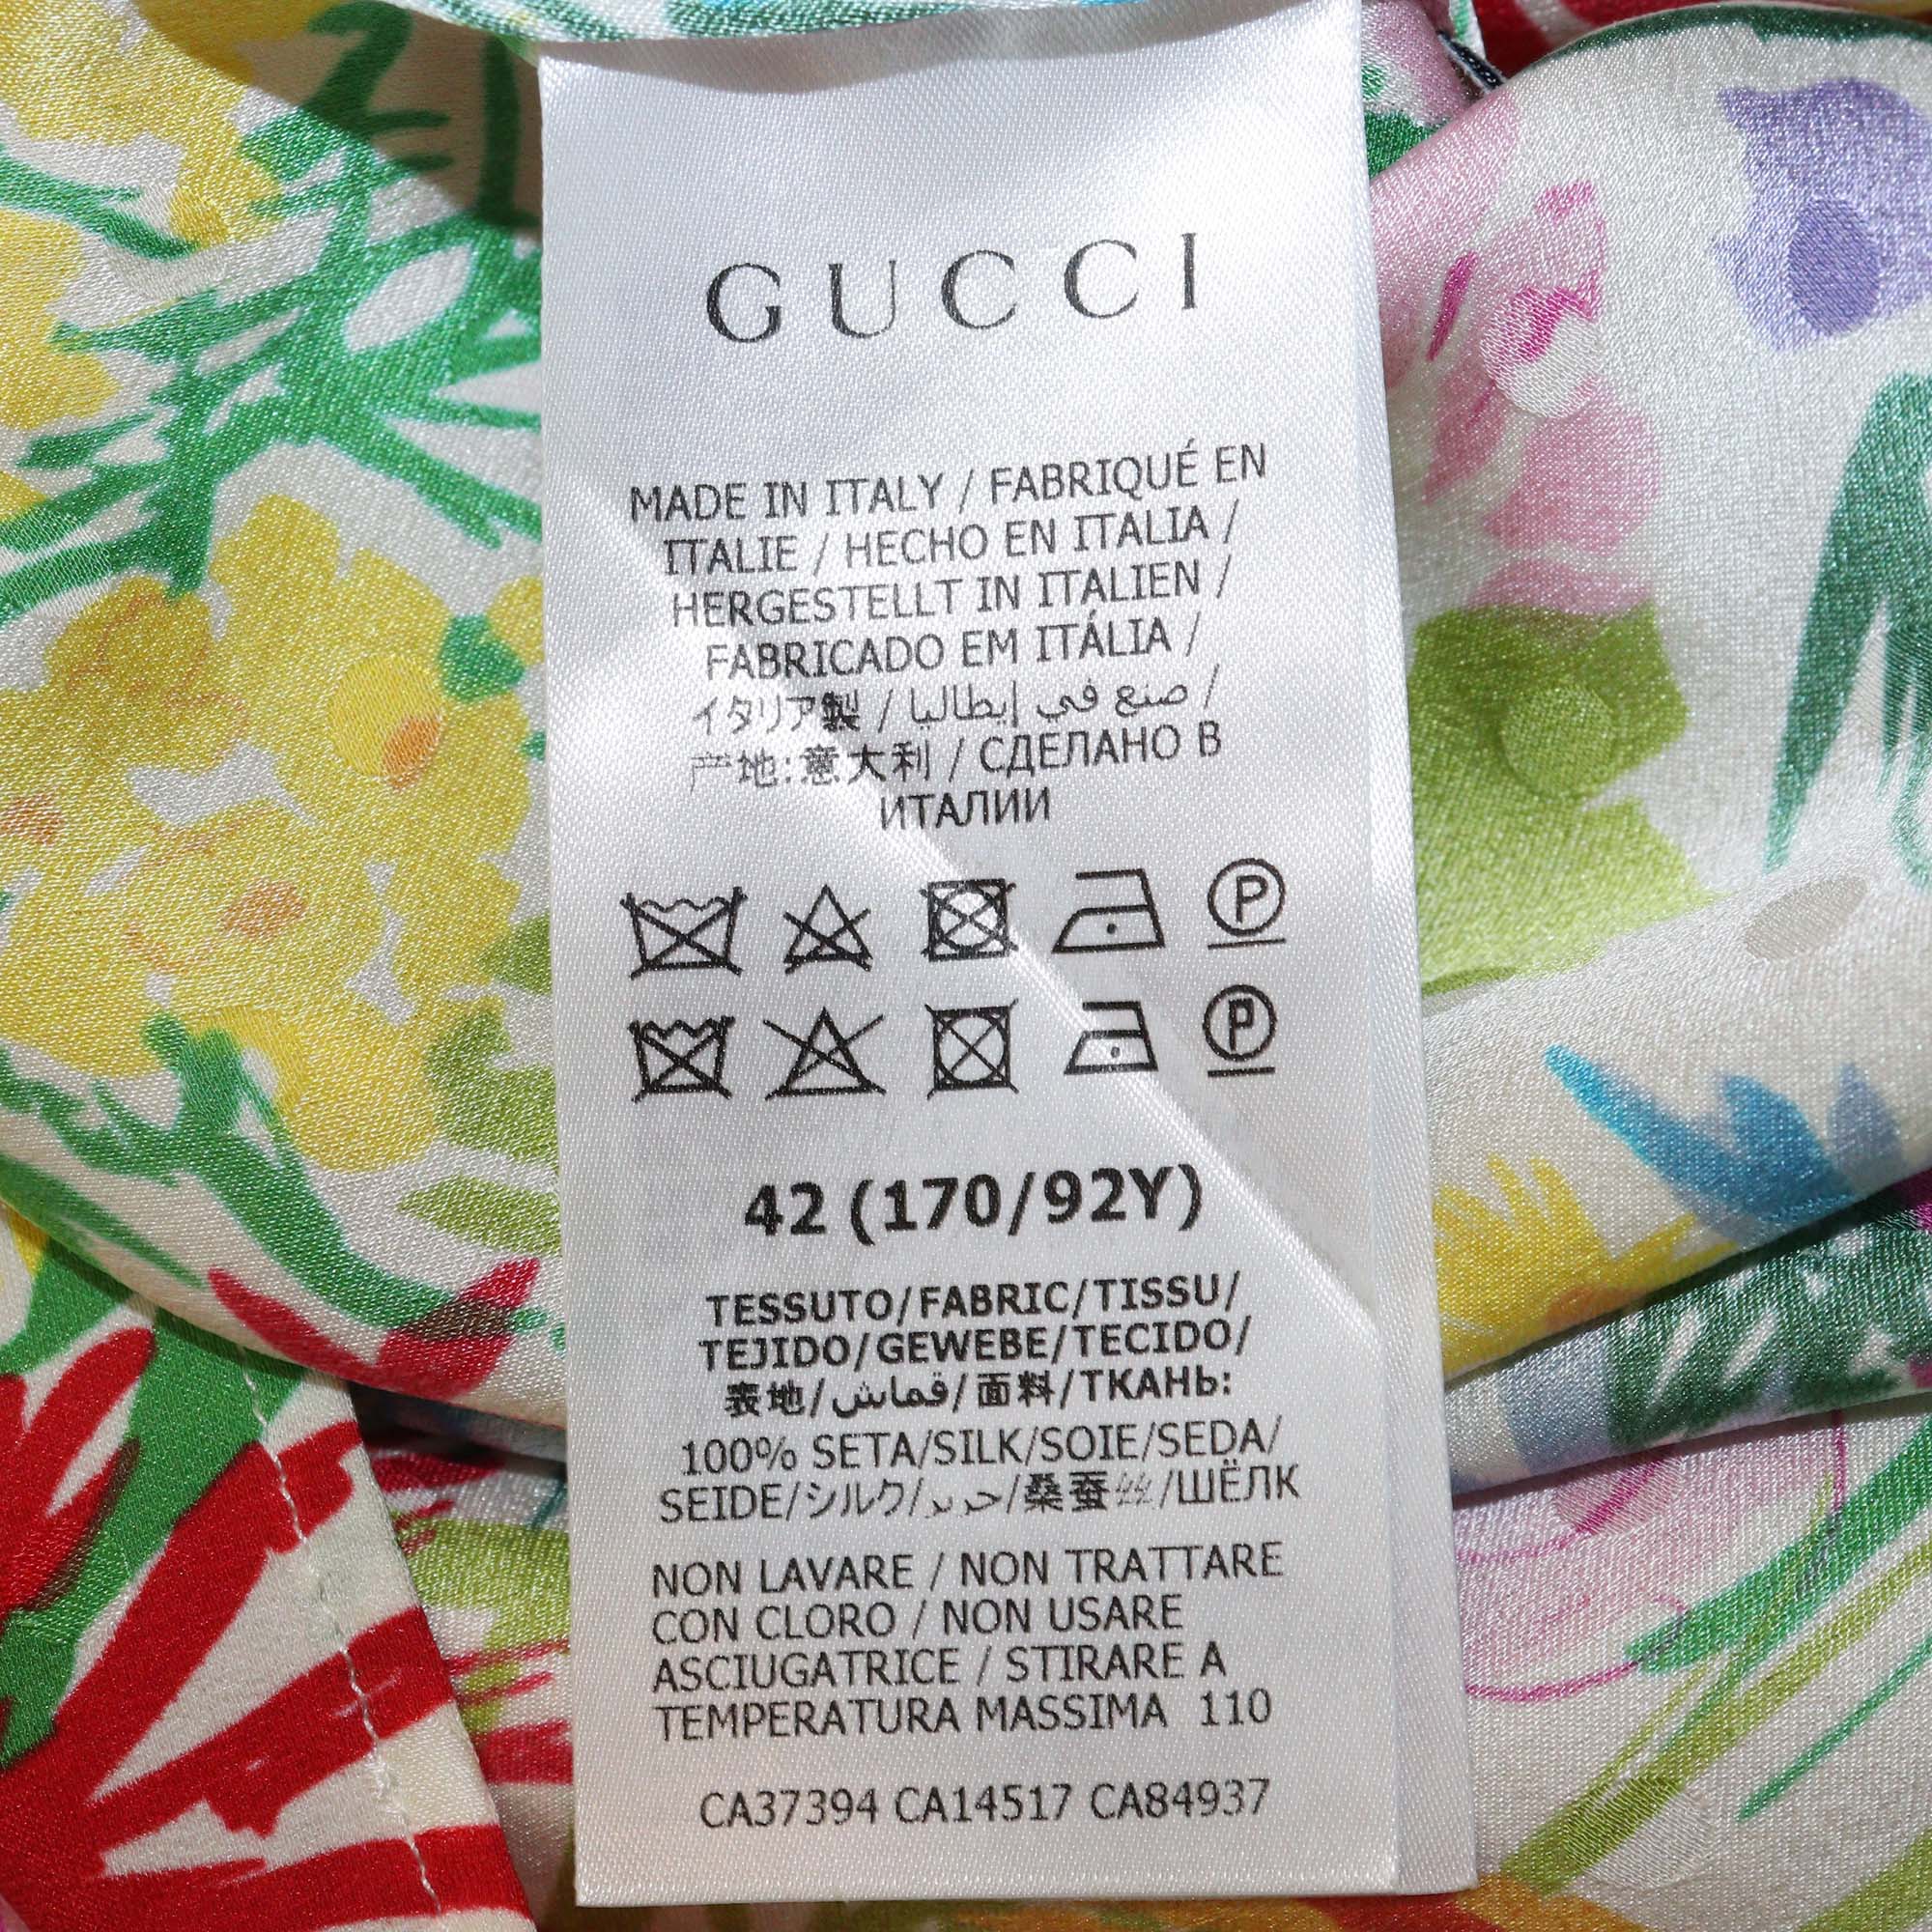 GUCCI
MADE IN ITALY / FABRIQUÉ EN
ITALIE / HECHO EN ITALIA /
HERGESTELLT IN ITALIEN /
FABRICADO EM ITÁLIA /
イタリア製 / صنع في إيطاليا /
产地:意大利 / СДЕЛАНО В
ИТАЛИИ
P
P
42 (170/92Y)
TESSUTO/FABRIC/TISSU/
TEJIDO/GEWEBE/TECIDO/
表地/قماش/面料/ТКАНЬ:
100% SETA/SILK/SOIE/SEDA/
SEIDE/シルク/حرير/桑蚕丝/ШЁЛК
NON LAVARE / NON TRATTARE
CON CLORO / NON USARE
ASCIUGATRICE / STIRARE A
TEMPERATURA MASSIMA 110
CA37394 CA14517 CA84937